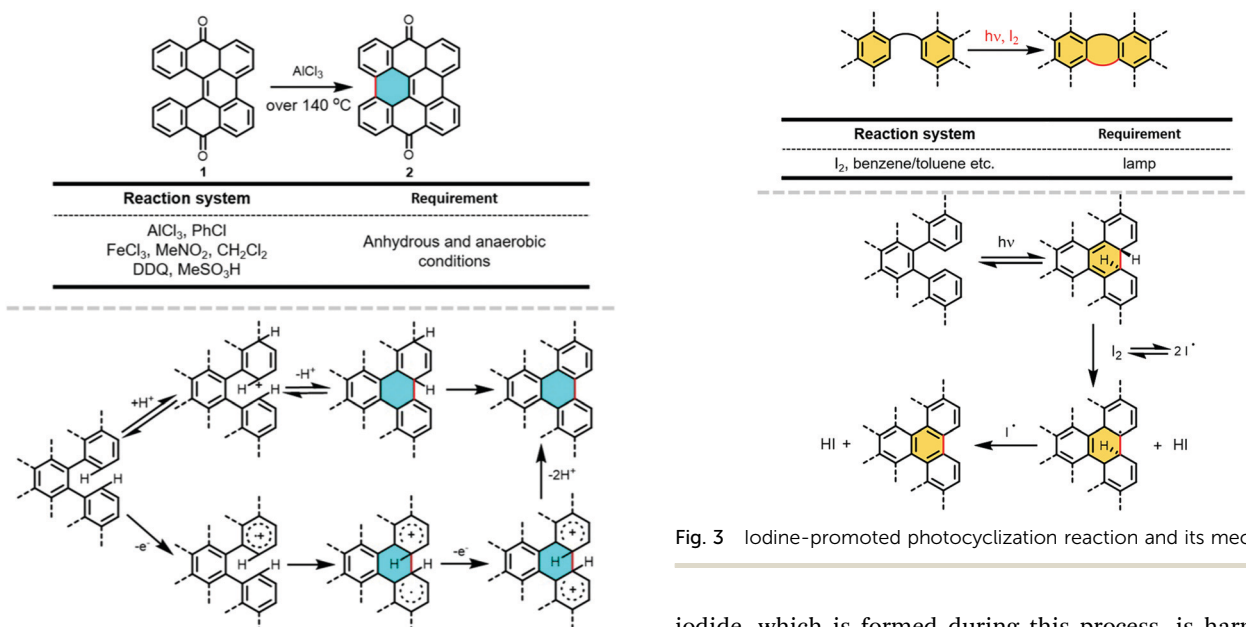 O
O
AlCl3
over 140 °C
O
O
1
2
Reaction system
Requirement
AlCl3, PhCl
FeCl3, MeNO2, CH2Cl2
DDQ, MeSO3H
Anhydrous and anaerobic
conditions
H
H
+
H
+H+
-H+
H
H
H
H
-2H+
-e-
·+
H
H
+
·
H
H
-e-
+
+
H
H
hν, I2
Reaction system
Requirement
I2, benzene/toluene etc.
lamp
hν
H
H
I2
2 I·
HI +
I·
H
+ HI
Fig. 3 Iodine-promoted photocyclization reaction and its mec
iodide, which is formed during this process, is harr